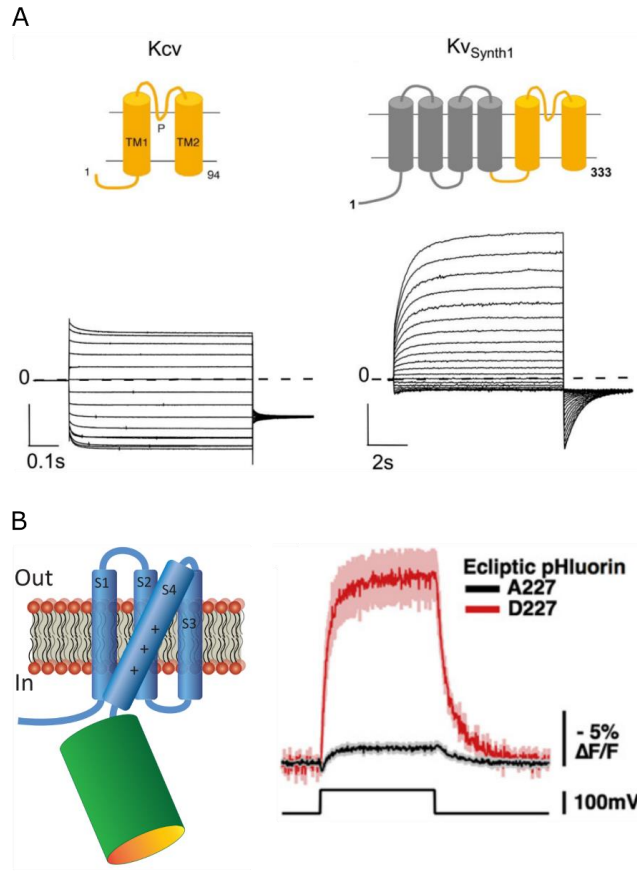 A
Kcv
KvSynth1
TM1
P
TM2
1
94
1
333
0
0.1s
0
2s
B
Out
In
S1
S2
S4
S3
+
+
+
Ecliptic pHluorin
A227
D227
- 5%
ΔF/F
100mV